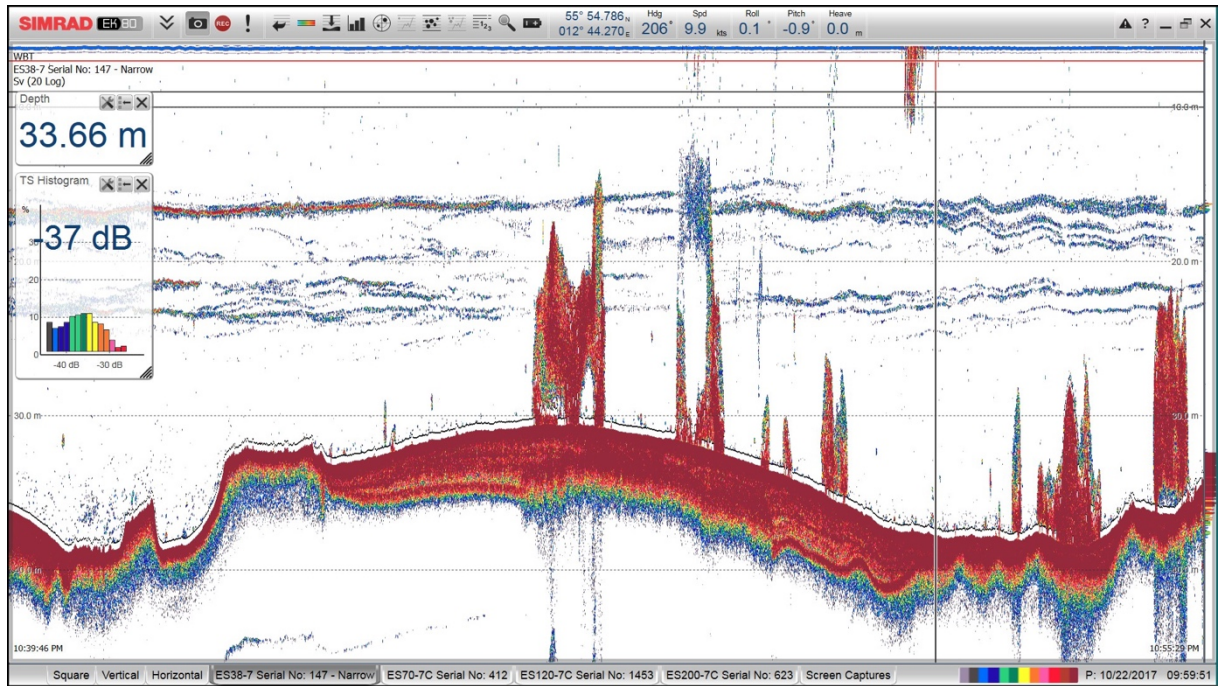 SIMRAD EK80 REC ! 55° 54.786 N Hdg Spd Roll Pitch Heave ? 
012° 44.270 E 206° 9.9 kts 0.1 ° -0.9° 0.0 m
WBT
ES38-7 Serial No: 147 - Narrow
Sv (20 Log)
Depth
10.0 m
33.66 m
TS Histogram
%
-37 dB
20.0 m
20
10
0
-40 dB -30 dB
30.0 m 30.0 m
10:39:46 PM 10:55:29 PM
Square Vertical Horizontal ES38-7 Serial No: 147 - Narrow ES70-7C Serial No: 412 ES120-7C Serial No: 1453 ES200-7C Serial No: 623 Screen Captures P: 10/22/2017 09:59:51